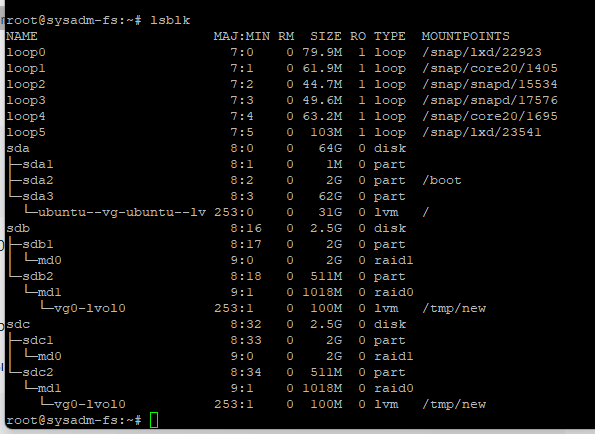 root@sysadm-fs:~# lsblk
NAME                      MAJ:MIN RM  SIZE RO TYPE  MOUNTPOINTS
loop0                       7:0    0 79.9M  1 loop  /snap/lxd/22923
loop1                       7:1    0 61.9M  1 loop  /snap/core20/1405
loop2                       7:2    0 44.7M  1 loop  /snap/snapd/15534
loop3                       7:3    0 49.6M  1 loop  /snap/snapd/17576
loop4                       7:4    0 63.2M  1 loop  /snap/core20/1695
loop5                       7:5    0  103M  1 loop  /snap/lxd/23541
sda                         8:0    0   64G  0 disk
├─sda1                      8:1    0    1M  0 part
├─sda2                      8:2    0    2G  0 part  /boot
└─sda3                      8:3    0   62G  0 part
  └─ubuntu--vg-ubuntu--lv 253:0    0   31G  0 lvm   /
sdb                         8:16   0  2.5G  0 disk
├─sdb1                      8:17   0    2G  0 part
│ └─md0                     9:0    0    2G  0 raid1
└─sdb2                      8:18   0  511M  0 part
  └─md1                     9:1    0 1018M  0 raid0
    └─vg0-lvol0           253:1    0  100M  0 lvm   /tmp/new
sdc                         8:32   0  2.5G  0 disk
├─sdc1                      8:33   0    2G  0 part
│ └─md0                     9:0    0    2G  0 raid1
└─sdc2                      8:34   0  511M  0 part
  └─md1                     9:1    0 1018M  0 raid0
    └─vg0-lvol0           253:1    0  100M  0 lvm   /tmp/new
root@sysadm-fs:~#